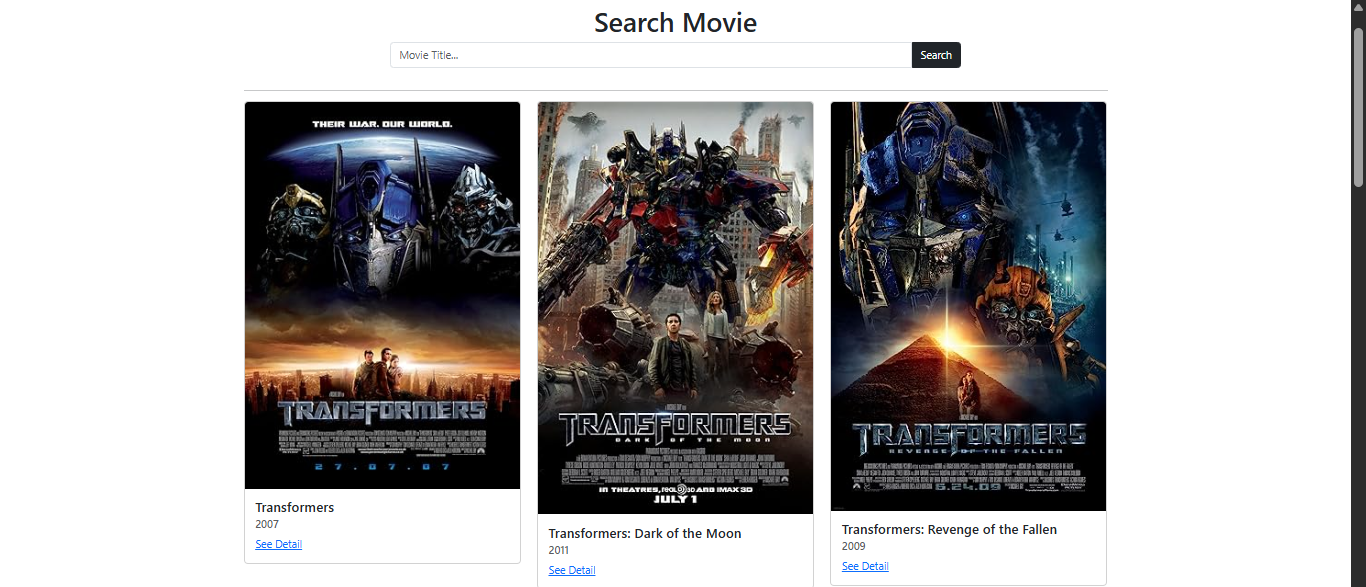 Search Movie
Movie Title...
Search
THEIR WAR. OUR WORLD.
TRANSFORMERS
27.07.07
Transformers
2007
See Detail
TRANSFORMERS
DARK OF THE MOON
IN THEATRES, REAL D 3D AND IMAX 3D
JULY 1
Transformers: Dark of the Moon
2011
See Detail
TRANSFORMERS
REVENGE OF THE FALLEN
6.24.09
Transformers: Revenge of the Fallen
2009
See Detail